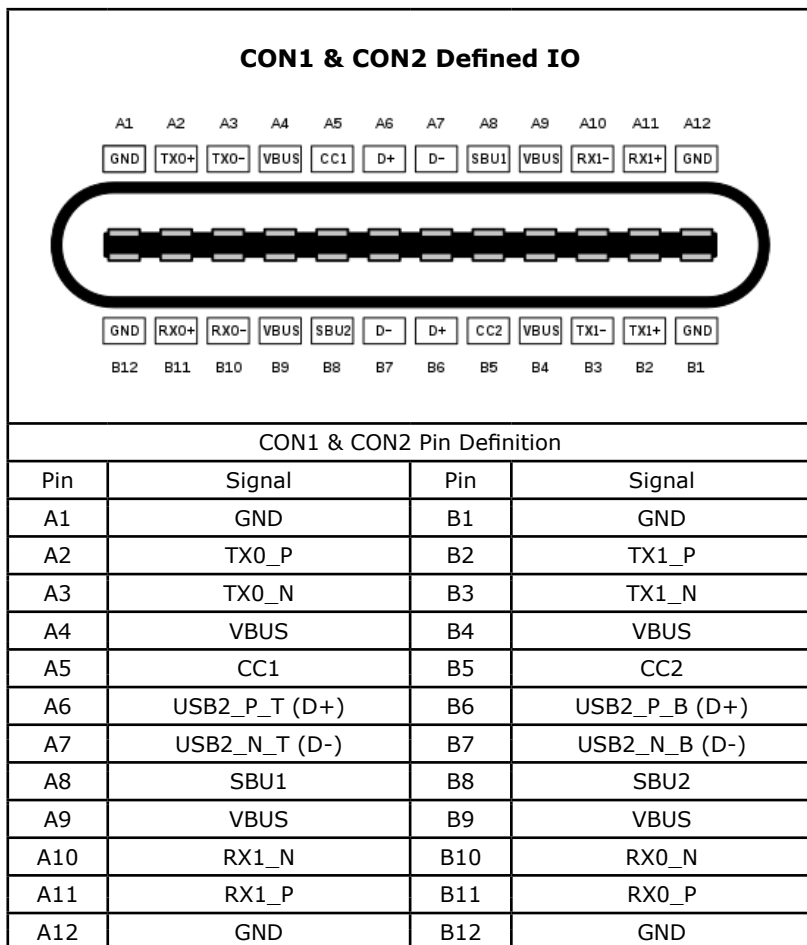 CON1 & CON2 Defined IO
A1 A2 A3 A4 A5 A6 A7 A8 A9 A10 A11 A12
GND TX0+ TX0- VBUS CC1 D+ D- SBU1 VBUS RX1- RX1+ GND
GND RX0+ RX0- VBUS SBU2 D- D+ CC2 VBUS TX1- TX1+ GND
B12 B11 B10 B9 B8 B7 B6 B5 B4 B3 B2 B1
CON1 & CON2 Pin Definition
Pin Signal Pin Signal
A1 GND B1 GND
A2 TX0_P B2 TX1_P
A3 TX0_N B3 TX1_N
A4 VBUS B4 VBUS
A5 CC1 B5 CC2
A6 USB2_P_T (D+) B6 USB2_P_B (D+)
A7 USB2_N_T (D-) B7 USB2_N_B (D-)
A8 SBU1 B8 SBU2
A9 VBUS B9 VBUS
A10 RX1_N B10 RX0_N
A11 RX1_P B11 RX0_P
A12 GND B12 GND